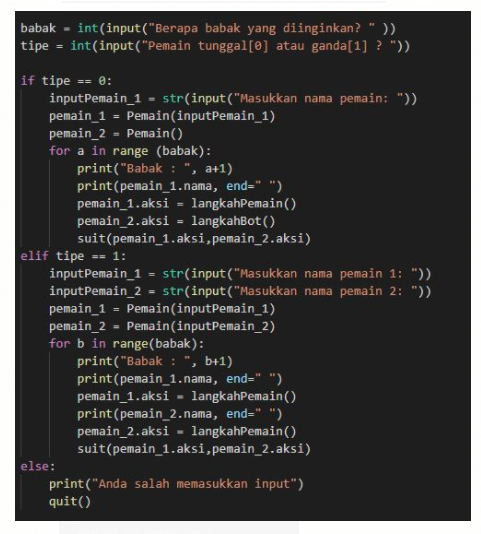 babak = int(input("Berapa babak yang diinginkan? " ))
tipe = int(input("Pemain tunggal[0] atau ganda[1] ? "))

if tipe == 0:
    inputPemain_1 = str(input("Masukkan nama pemain: "))
    pemain_1 = Pemain(inputPemain_1)
    pemain_2 = Pemain()
    for a in range (babak):
        print("Babak : ", a+1)
        print(pemain_1.nama, end=" ")
        pemain_1.aksi = langkahPemain()
        pemain_2.aksi = langkahBot()
        suit(pemain_1.aksi,pemain_2.aksi)
elif tipe == 1:
    inputPemain_1 = str(input("Masukkan nama pemain 1: "))
    inputPemain_2 = str(input("Masukkan nama pemain 2: "))
    pemain_1 = Pemain(inputPemain_1)
    pemain_2 = Pemain(inputPemain_2)
    for b in range(babak):
        print("Babak : ", b+1)
        print(pemain_1.nama, end=" ")
        pemain_1.aksi = langkahPemain()
        print(pemain_2.nama, end=" ")
        pemain_2.aksi = langkahPemain()
        suit(pemain_1.aksi,pemain_2.aksi)
else:
    print("Anda salah memasukkan input")
    quit()